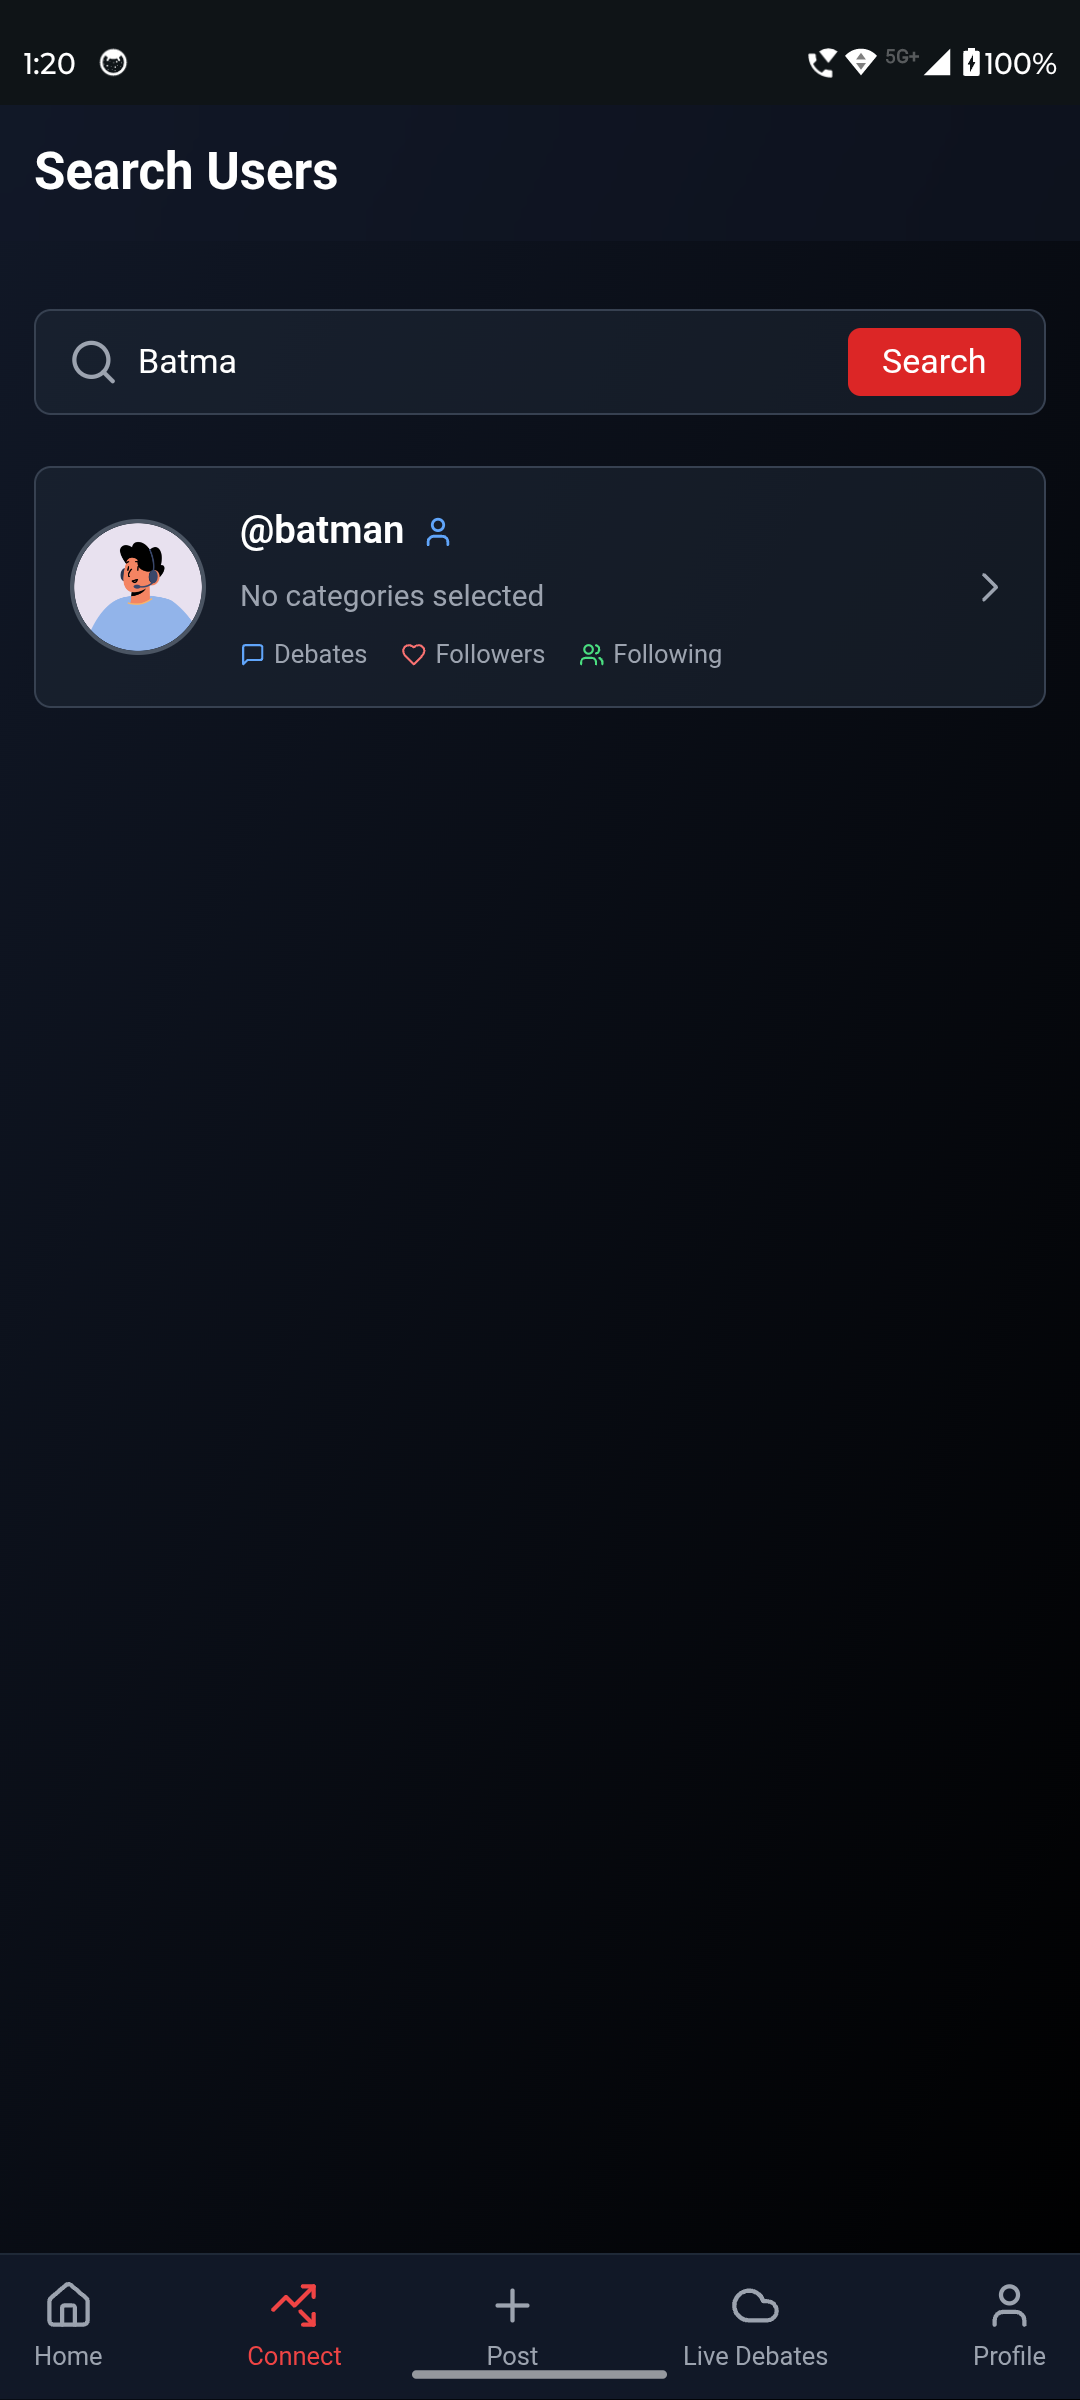 1:20 5G+ 100%
Search Users
Batma Search
@batman
No categories selected
Debates Followers Following
Home Connect Post Live Debates Profile